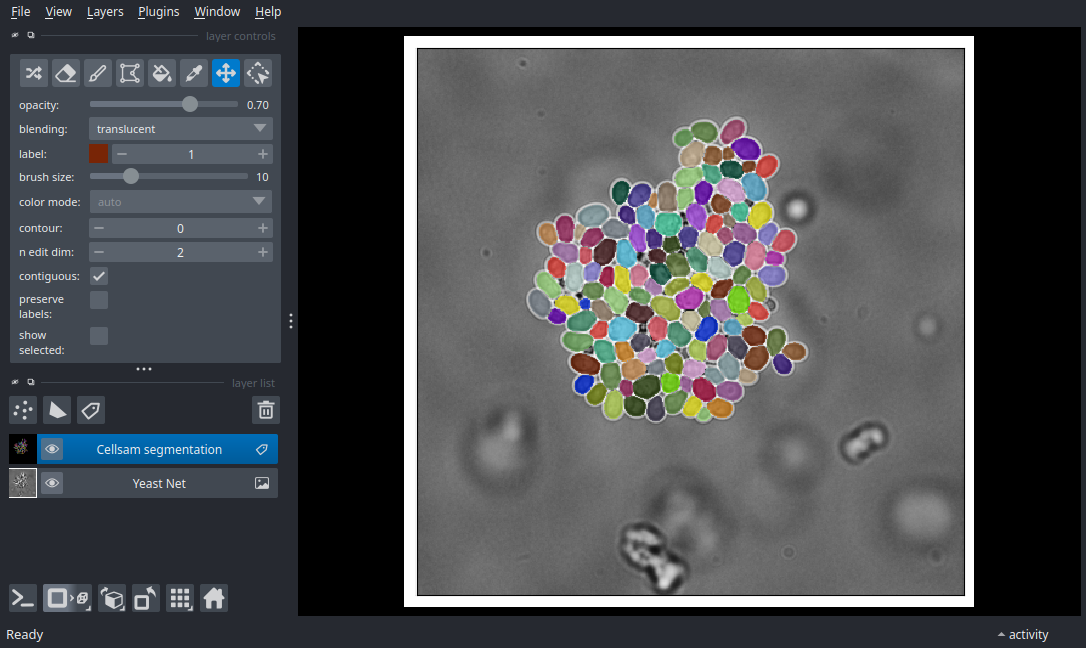 File View Layers Plugins Window Help
layer controls
opacity: 0.70
blending: translucent
label: 1
brush size: 10
color mode: auto
contour: 0
n edit dim: 2
contiguous:
preserve
labels:
show
selected:
layer list
Cellsam segmentation
Yeast Net
Ready
activity